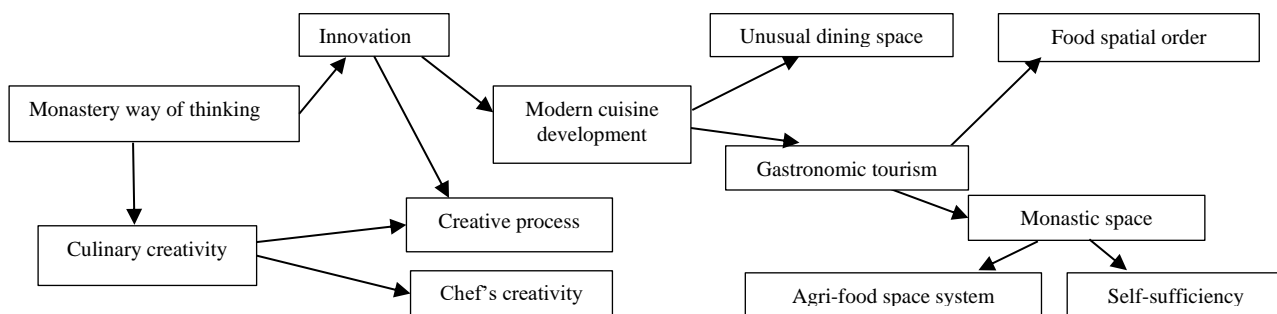 Innovation
Unusual dining space
Food spatial order
Monastery way of thinking
Modern cuisine
development
Gastronomic tourism
Creative process
Monastic space
Culinary creativity
Chef’s creativity
Agri-food space system
Self-sufficiency